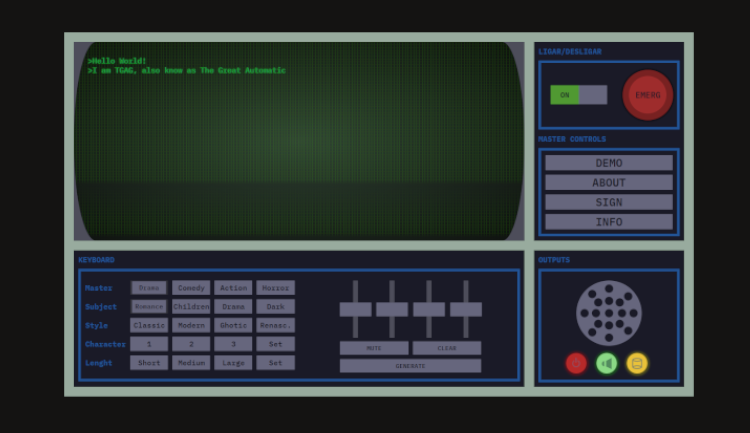 >Hello World!
>I am TGAG, also know as The Great Automatic
LIGAR/DESLIGAR
ON
EMERG
MASTER CONTROLS
DEMO
ABOUT
SIGN
INFO
KEYBOARD
Master Drama Comedy Action Horror
Subject Romance Children Drama Dark
Style Classic Modern Ghotic Renasc.
Character 1 2 3 Set
Lenght Short Medium Large Set
MUTE CLEAR
GENERATE
OUTPUTS